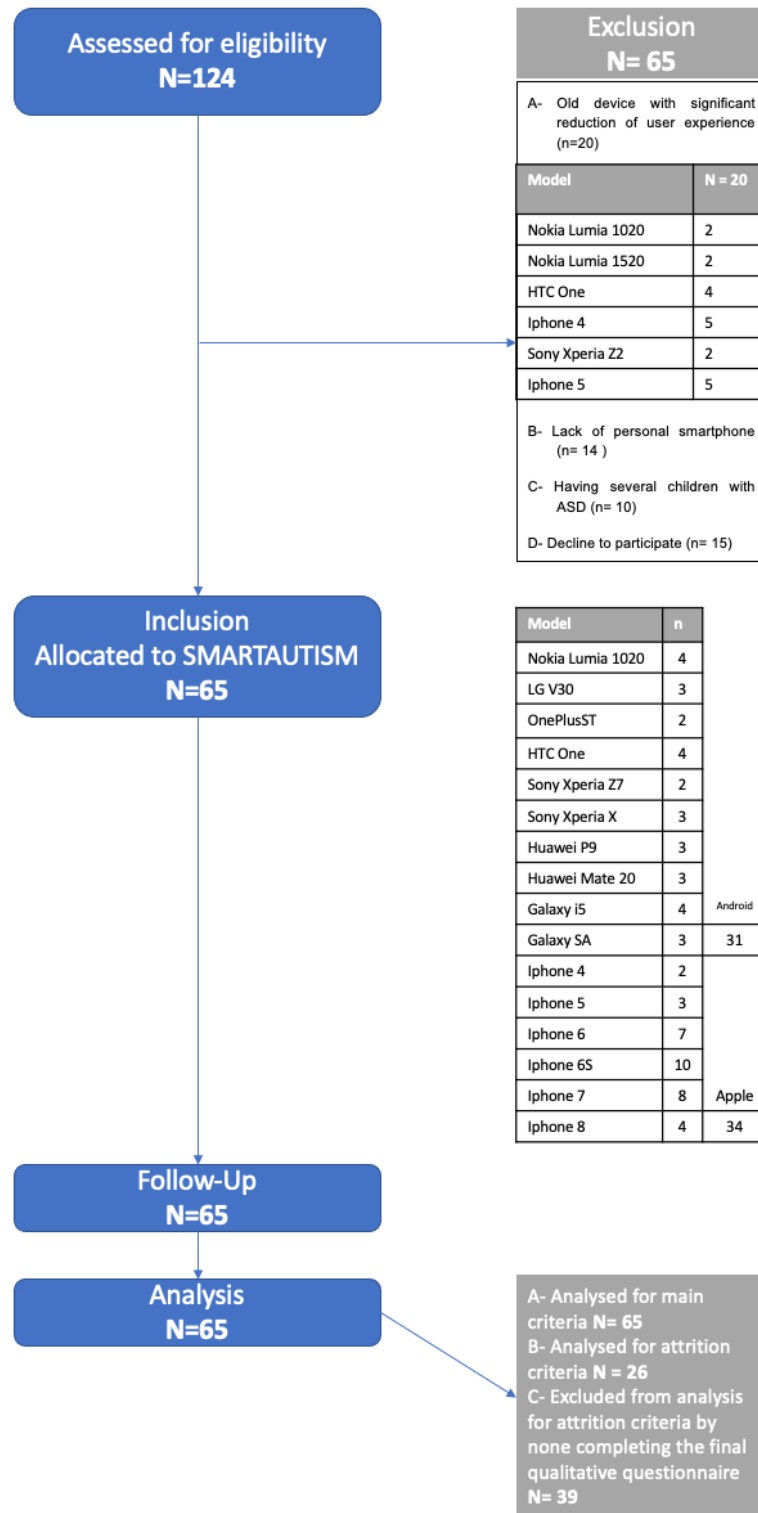 Assessed for eligibility
N=124
Exclusion
N= 65
A- Old device with significant
reduction of user experience
(n=20)
Model N = 20
Nokia Lumia 1020 2
Nokia Lumia 1520 2
HTC One 4
Iphone 4 5
Sony Xperia Z2 2
Iphone 5 5
B- Lack of personal smartphone
(n= 14 )
C- Having several children with
ASD (n= 10)
D- Decline to participate (n= 15)
Inclusion
Allocated to SMARTAUTISM
N=65
Model n
Nokia Lumia 1020 4
LG V30 3
OnePlusST 2
HTC One 4
Sony Xperia Z7 2
Sony Xperia X 3
Huawei P9 3
Huawei Mate 20 3
Galaxy i5 4 Android
Galaxy SA 3 31
Iphone 4 2
Iphone 5 3
Iphone 6 7
Iphone 6S 10
Iphone 7 8 Apple
Iphone 8 4 34
Follow-Up
N=65
Analysis
N=65
A- Analysed for main
criteria N= 65
B- Analysed for attrition
criteria N = 26
C- Excluded from analysis
for attrition criteria by
none completing the final
qualitative questionnaire
N= 39